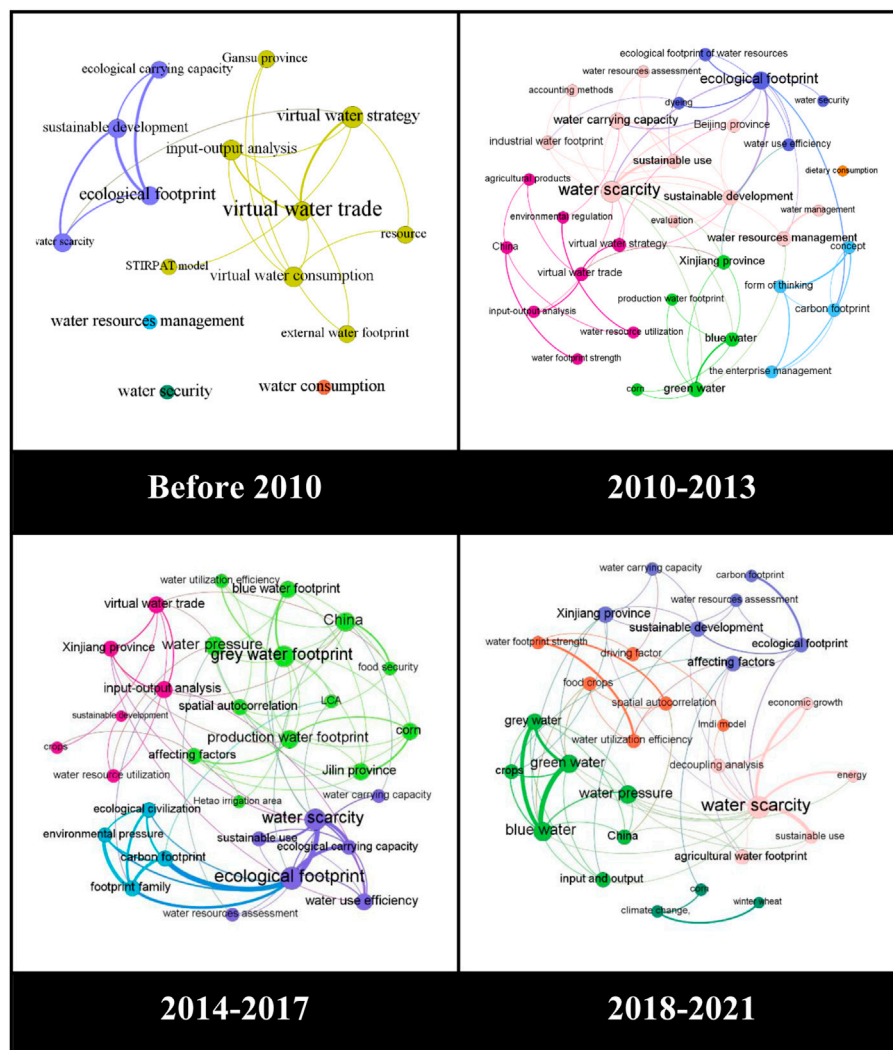 Gansu province
ecological carrying capacity
virtual water strategy
sustainable development
input-output analysis
ecological footprint
virtual water trade
water scarcity
resource
STIRPAT model
virtual water consumption
water resources management
external water footprint
water security
water consumption
Before 2010
ecological footprint of water resources
water resources assessment
ecological footprint
accounting methods
dyeing
water security
water carrying capacity
Beijing province
industrial water footprint
water use efficiency
sustainable use
dietary consumption
agricultural products
water scarcity
sustainable development
environmental regulation
evaluation
water management
China
virtual water strategy
water resources management
concept
virtual water trade
Xinjiang province
form of thinking
production water footprint
input-output analysis
carbon footprint
water resource utilization
blue water
water footprint strength
the enterprise management
corn
green water
2010-2013
water utilization efficiency
blue water footprint
virtual water trade
China
Xinjiang province
water pressure
grey water footprint
food security
input-output analysis
LCA
spatial autocorrelation
sustainable development
corn
production water footprint
crops
affecting factors
Jilin province
water resource utilization
Hetao irrigation area
water carrying capacity
ecological civilization
water scarcity
environmental pressure
sustainable use
ecological carrying capacity
carbon footprint
ecological footprint
footprint family
water use efficiency
water resources assessment
2014-2017
water carrying capacity
carbon footprint
Xinjiang province
water resources assessment
sustainable development
water footprint strength
ecological footprint
driving factor
affecting factors
food crops
economic growth
spatial autocorrelation
grey water
lmdi model
water utilization efficiency
green water
decoupling analysis
crops
energy
water pressure
water scarcity
blue water
China
sustainable use
agricultural water footprint
input and output
corn
winter wheat
climate change,
2018-2021